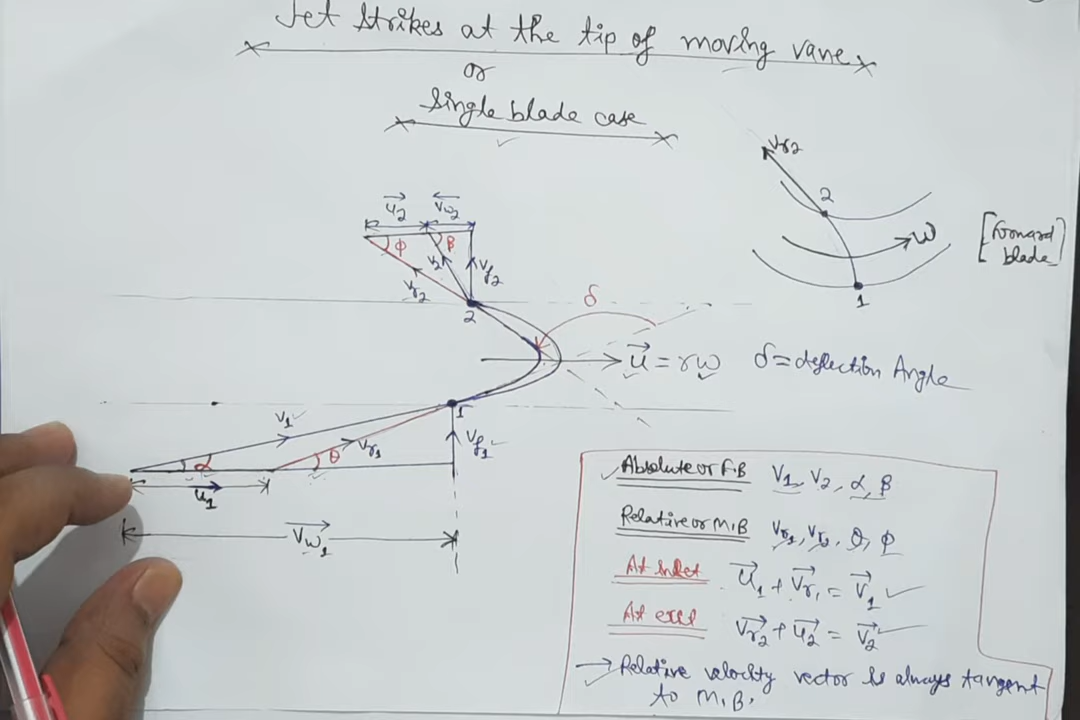 Jet strikes at the tip of moving vane
or
Single blade case
Vr2
2
ω
[forward
blade]
1
u2 Vw2
φ β
V2
Vf2
Vr2
2
δ
u = rω δ = deflection Angle
1
V1
Vr1
Vf1
α θ
u1
Vw1
Absolute or F.B V1, V2, α, β
Relative or M.B Vr1, Vr2, θ, φ
At inlet u1 + Vr1 = V1
At exit Vr2 + u2 = V2
→ Relative velocity vector is always tangent
to M.B.